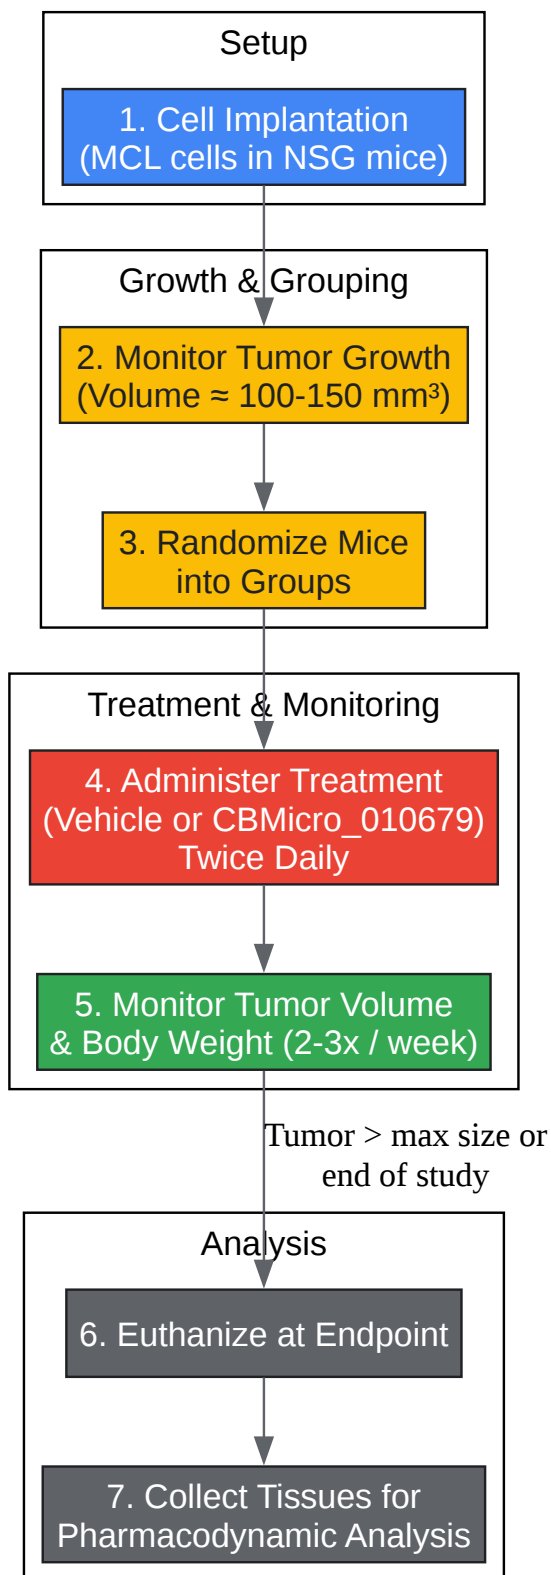 Setup
1. Cell Implantation
(MCL cells in NSG mice)
Growth & Grouping
2. Monitor Tumor Growth
(Volume ≈ 100-150 mm³)
3. Randomize Mice
into Groups
Treatment & Monitoring
4. Administer Treatment
(Vehicle or CBMicro_010679)
Twice Daily
5. Monitor Tumor Volume
& Body Weight (2-3x / week)
Tumor > max size or
end of study
Analysis
6. Euthanize at Endpoint
7. Collect Tissues for
Pharmacodynamic Analysis